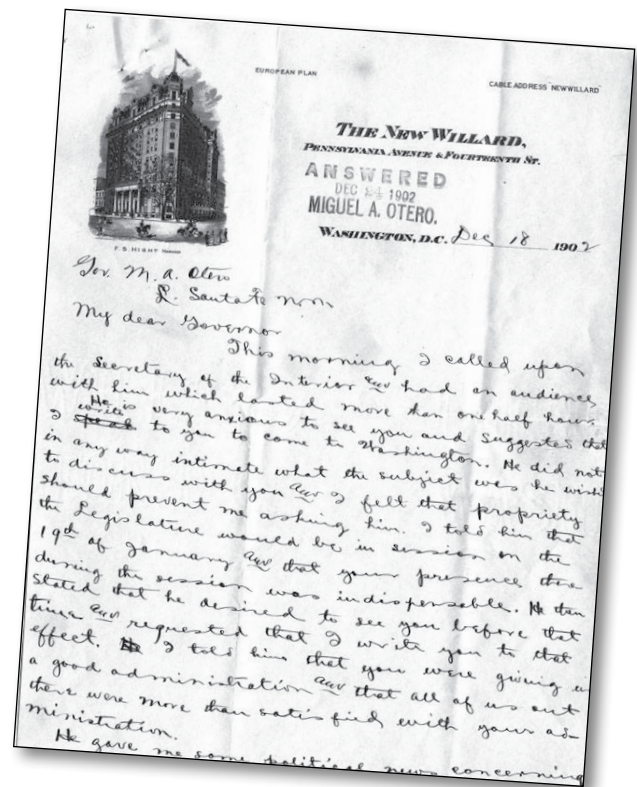 EUROPEAN PLAN
CABLE ADDRESS "NEWWILLARD"
THE NEW WILLARD,
PENNSYLVANIA AVENUE & FOURTEENTH ST.
ANSWERED
DEC 24 1902
MIGUEL A. OTERO.
WASHINGTON, D.C. Dec 18 1902
F. S. HIGHT
Gov. M. A. Otero
Santa Fe N.M.
My dear Governor
This morning I called upon
the Secretary of the Interior and had an audience
with him which lasted more than one half hour.
He is very anxious to see you and suggested that
I write to you to come to Washington. He did not
in any way intimate what the subject was he wish
to discuss with you and I felt that propriety
should prevent me asking him. I told him that
the Legislature would be in session on the
19th of January and that your presence there
during the session was indispensable. He then
stated that he desired to see you before that
time and requested that I write you to that
effect. I told him that you were giving u
a good administration and that all of us out
there were more than satisfied with your ad-
ministration.
He gave me some political news concerning